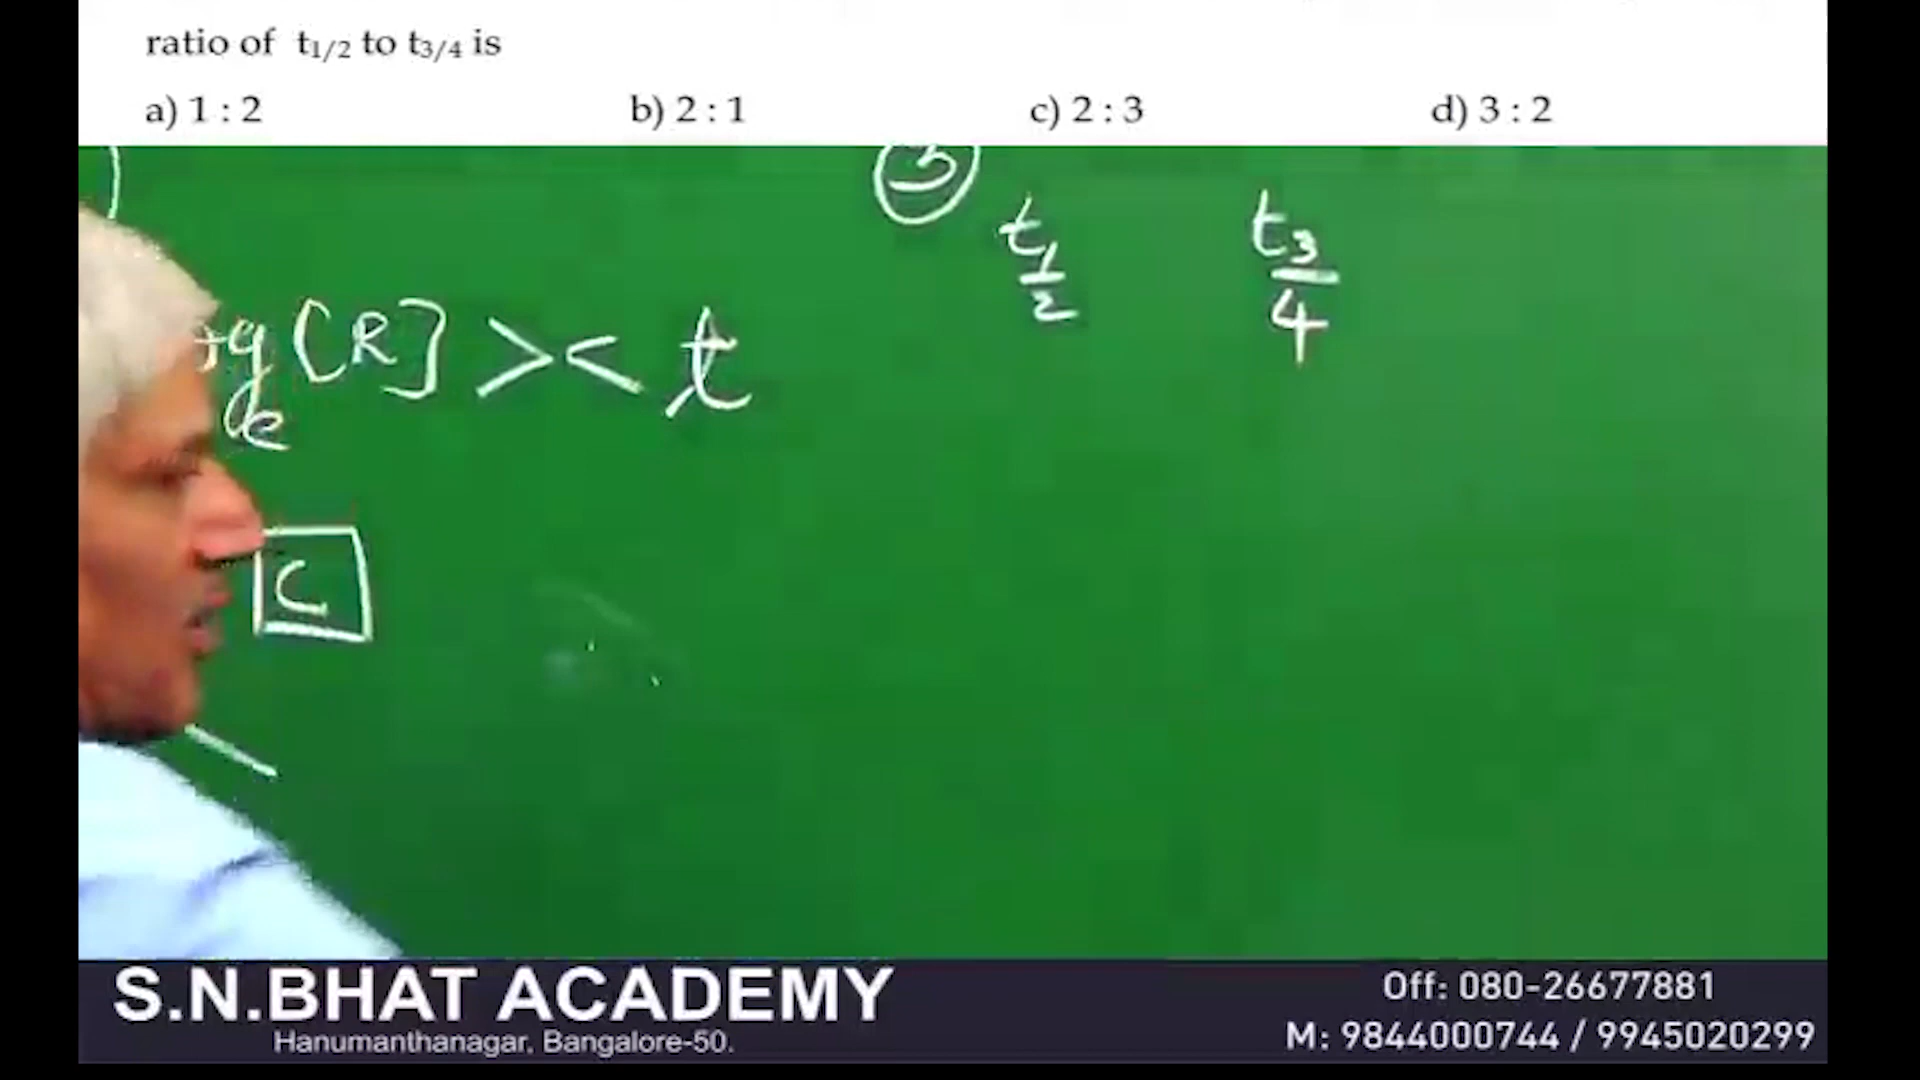 ratio of t1/2 to t3/4 is
a) 1 : 2 b) 2 : 1 c) 2 : 3 d) 3 : 2
t1/2 t3/4
[R] t
e
C
S.N.BHAT ACADEMY
Hanumanthanagar, Bangalore-50.
Off: 080-26677881
M: 9844000744 / 9945020299